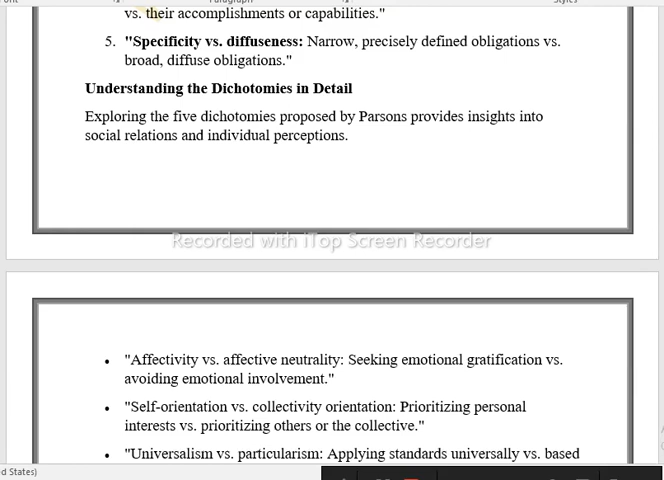 Paragraph
Styles
vs. their accomplishments or capabilities."
5. "Specificity vs. diffuseness: Narrow, precisely defined obligations vs.
broad, diffuse obligations."
Understanding the Dichotomies in Detail
Exploring the five dichotomies proposed by Parsons provides insights into
social relations and individual perceptions.
Recorded with iTop Screen Recorder
• "Affectivity vs. affective neutrality: Seeking emotional gratification vs.
avoiding emotional involvement."
• "Self-orientation vs. collectivity orientation: Prioritizing personal
interests vs. prioritizing others or the collective."
• "Universalism vs. particularism: Applying standards universally vs. based
d States)